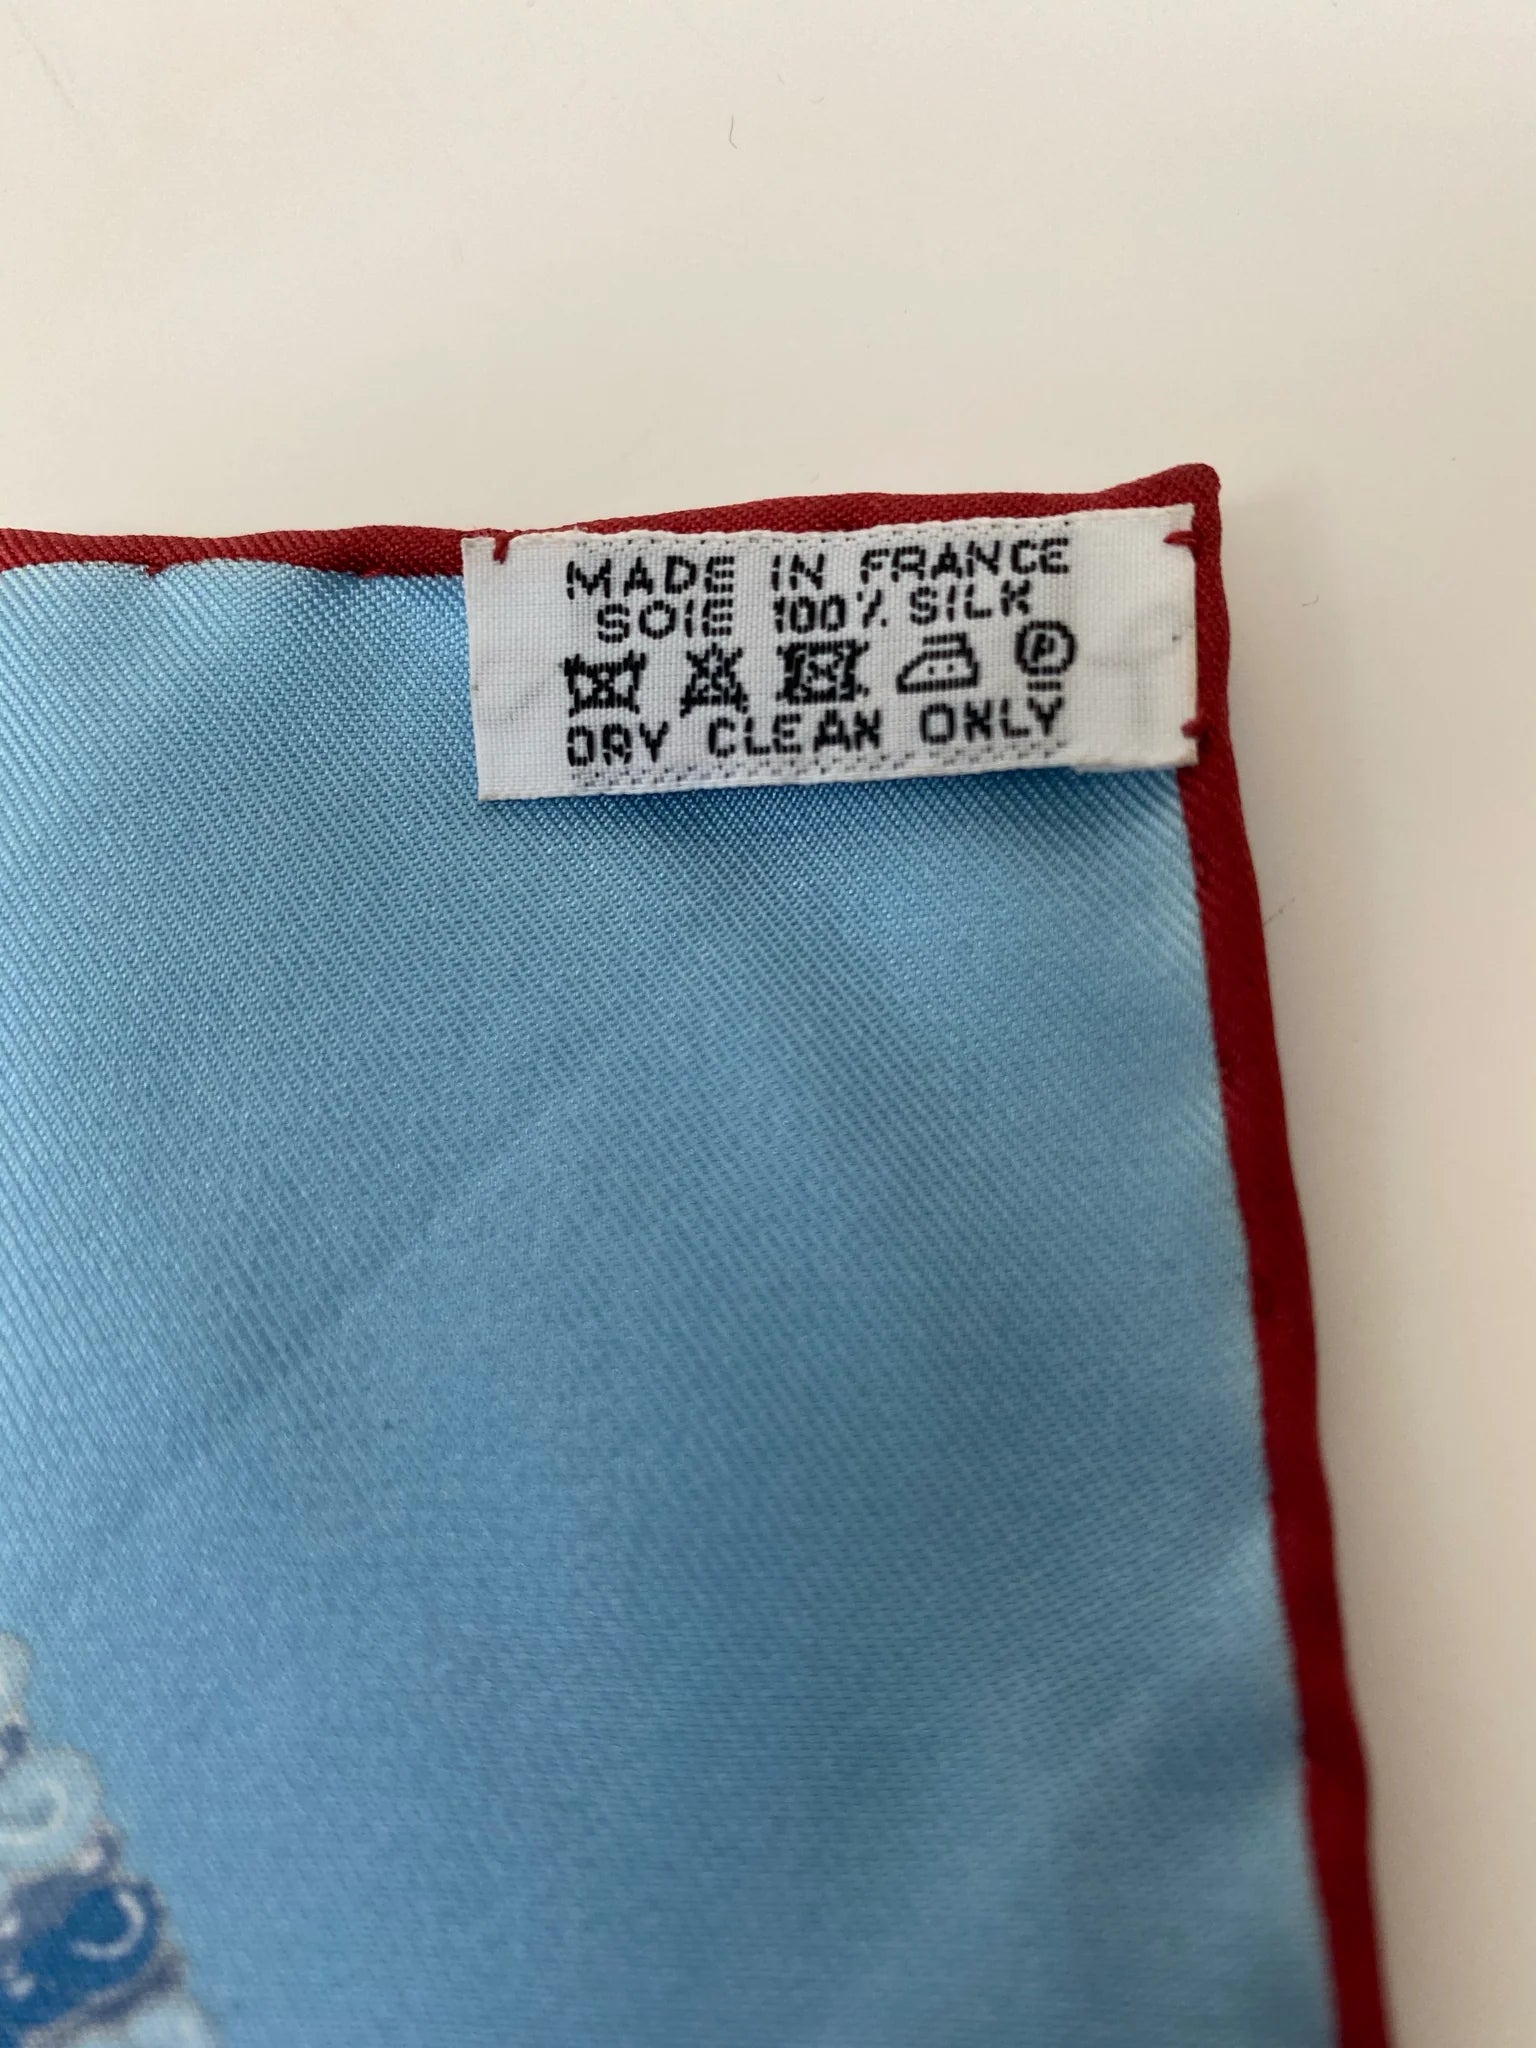 MADE IN FRANCE
SOIE 100% SILK
P
DRY CLEAN ONLY